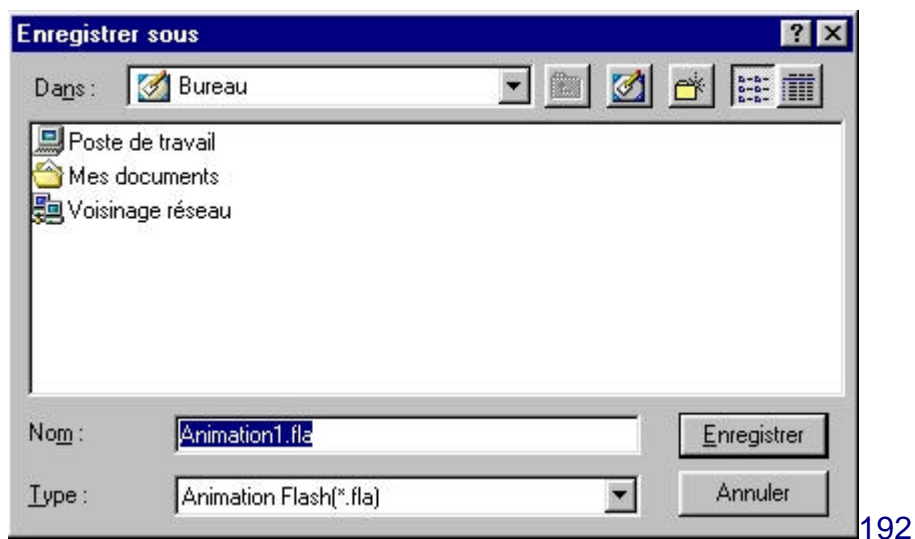 Enregistrer sous
Dans : Bureau
Poste de travail
Mes documents
Voisinage réseau
Nom : Animation1.fla Enregistrer
Type : Animation Flash(*.fla) Annuler
192